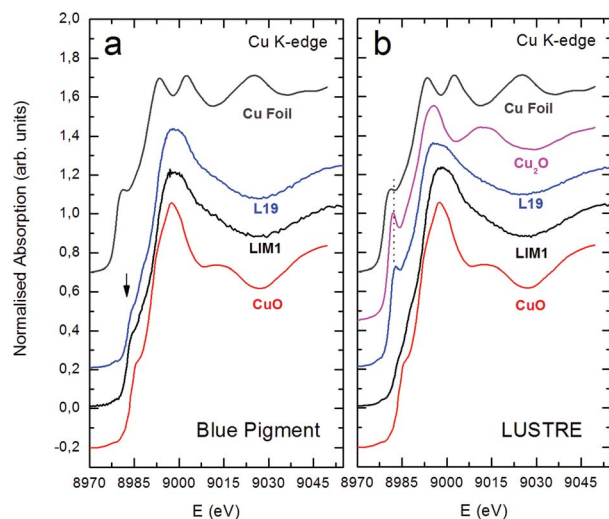 Normalised Absorption (arb. units)
2,0
1,8
1,6
1,4
1,2
1,0
0,8
0,6
0,4
0,2
0,0
-0,2
a
Cu K-edge
Cu Foil
L19
LIM1
CuO
Blue Pigment
8970 8985 9000 9015 9030 9045
E (eV)
b
Cu K-edge
Cu Foil
Cu₂O
L19
LIM1
CuO
LUSTRE
8970 8985 9000 9015 9030 9045
E (eV)